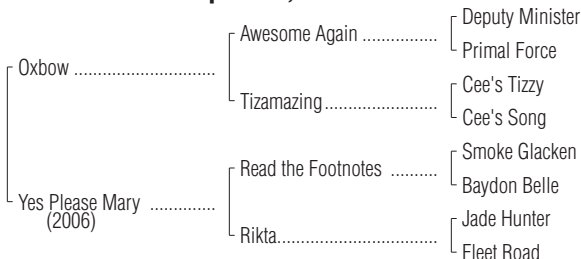 Deputy Minister
Awesome Again ................
Primal Force
Oxbow .............................
Cee's Tizzy
Tizamazing.......................
Cee's Song
Smoke Glacken
Read the Footnotes ..........
Baydon Belle
Yes Please Mary ..............
(2006)
Jade Hunter
Rikta.................................
Fleet Road